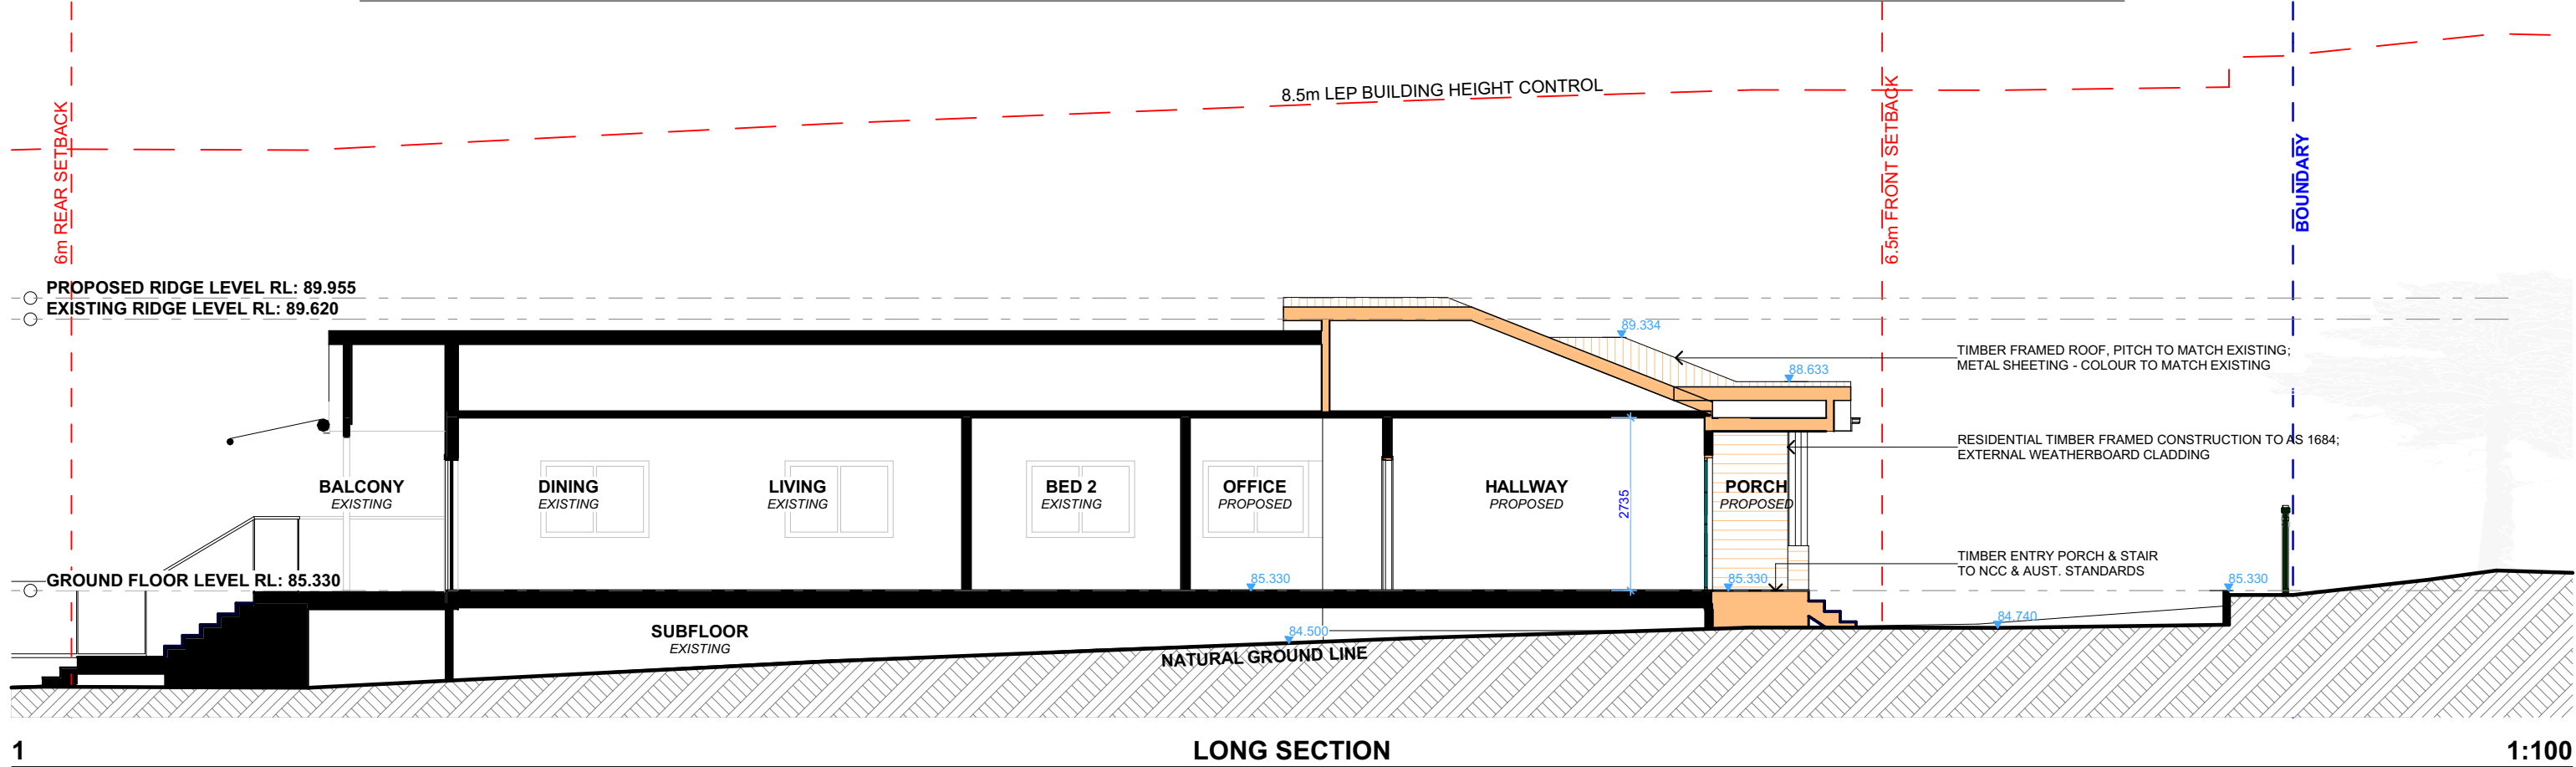 8.5m LEP BUILDING HEIGHT CONTROL
6m REAR SETBACK
6.5m FRONT SETBACK
BOUNDARY
PROPOSED RIDGE LEVEL RL: 89.955
EXISTING RIDGE LEVEL RL: 89.620
89.334
88.633
TIMBER FRAMED ROOF, PITCH TO MATCH EXISTING;
METAL SHEETING - COLOUR TO MATCH EXISTING
RESIDENTIAL TIMBER FRAMED CONSTRUCTION TO AS 1684;
EXTERNAL WEATHERBOARD CLADDING
BALCONY
EXISTING
DINING
EXISTING
LIVING
EXISTING
BED 2
EXISTING
OFFICE
PROPOSED
HALLWAY
PROPOSED
2735
PORCH
PROPOSED
TIMBER ENTRY PORCH & STAIR
TO NCC & AUST. STANDARDS
GROUND FLOOR LEVEL RL: 85.330
85.330
85.330
85.330
SUBFLOOR
EXISTING
84.500
84.740
NATURAL GROUND LINE
1
LONG SECTION
1:100